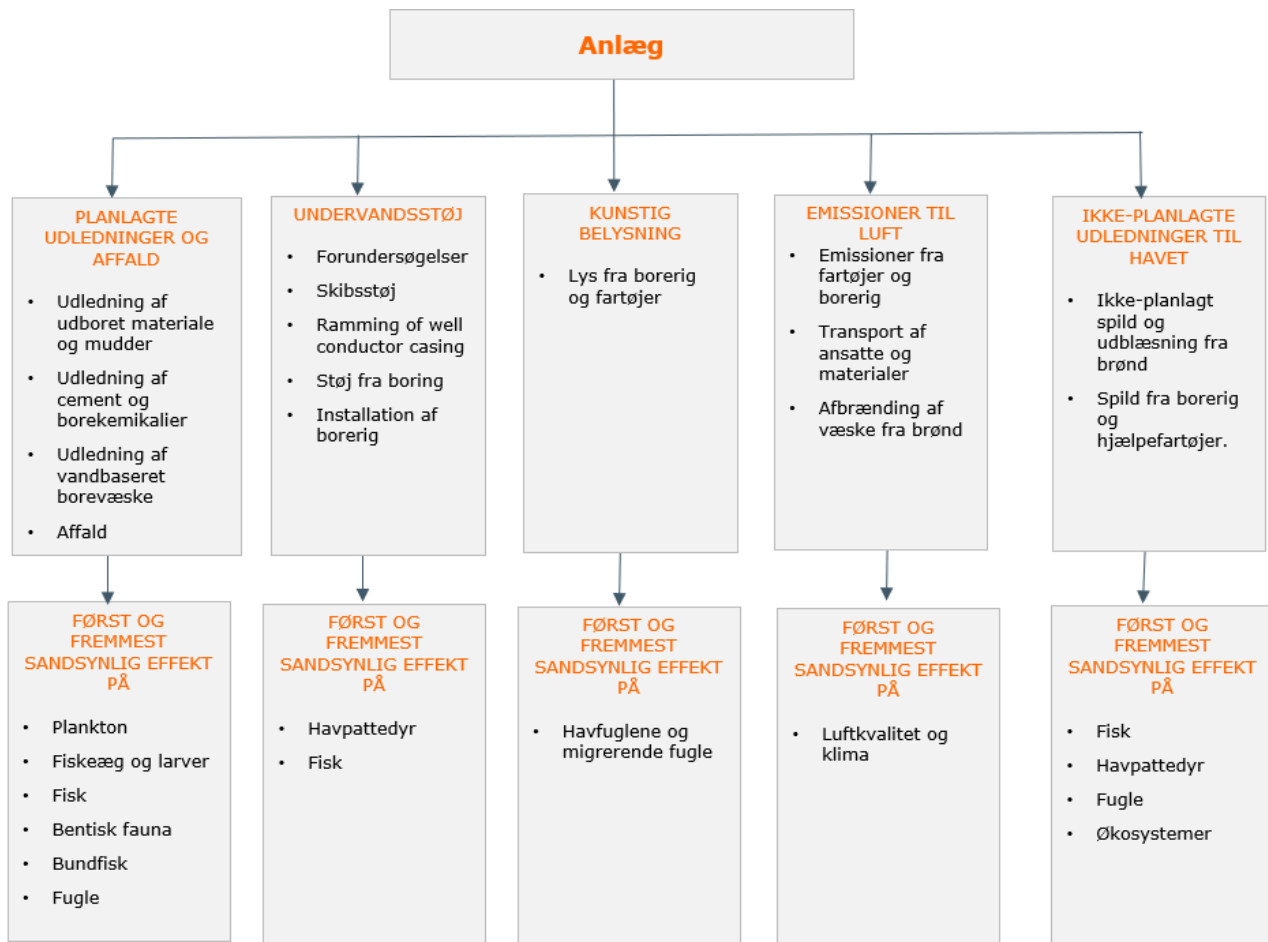 Anlæg
PLANLAGTE
UDLEDNINGER OG
AFFALD
• Udledning af
udboret materiale
og mudder
• Udledning af
cement og
borekemikalier
• Udledning af
vandbaseret
borevæske
• Affald
UNDERVANDSSTØJ
• Forundersøgelser
• Skibsstøj
• Ramming of well
conductor casing
• Støj fra boring
• Installation af
borerig
KUNSTIG
BELYSNING
• Lys fra borerig
og fartøjer
EMISSIONER TIL
LUFT
• Emissioner fra
fartøjer og
borerig
• Transport af
ansatte og
materialer
• Afbrænding af
væske fra brønd
IKKE-PLANLAGTE
UDLEDNINGER TIL
HAVET
• Ikke-planlagt
spild og
udblæsning fra
brønd
• Spild fra borerig
og
hjælpefartøjer.
FØRST OG
FREMMEST
SANDSYNLIG EFFEKT
PÅ
• Plankton
• Fiskeæg og larver
• Fisk
• Bentisk fauna
• Bundfisk
• Fugle
FØRST OG
FREMMEST
SANDSYNLIG EFFEKT
PÅ
• Havpattedyr
• Fisk
FØRST OG
FREMMEST
SANDSYNLIG EFFEKT
PÅ
• Havfuglene og
migrerende fugle
FØRST OG
FREMMEST
SANDSYNLIG EFFEKT
PÅ
• Luftkvalitet og
klima
FØRST OG
FREMMEST
SANDSYNLIG EFFEKT
PÅ
• Fisk
• Havpattedyr
• Fugle
• Økosystemer